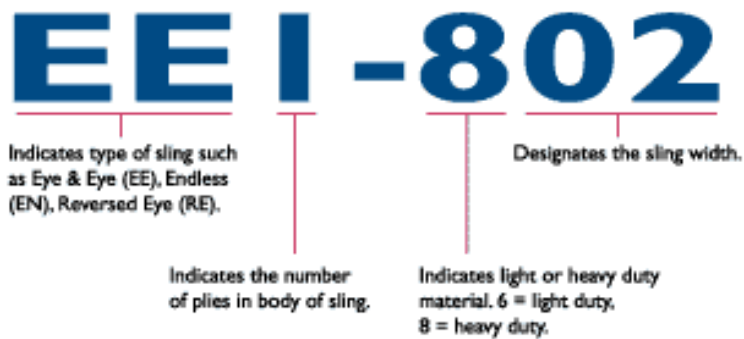 EE1-802
Indicates type of sling such
as Eye & Eye (EE), Endless
(EN), Reversed Eye (RE).
Designates the sling width.
Indicates the number
of plies in body of sling.
Indicates light or heavy duty
material. 6 = light duty,
8 = heavy duty.